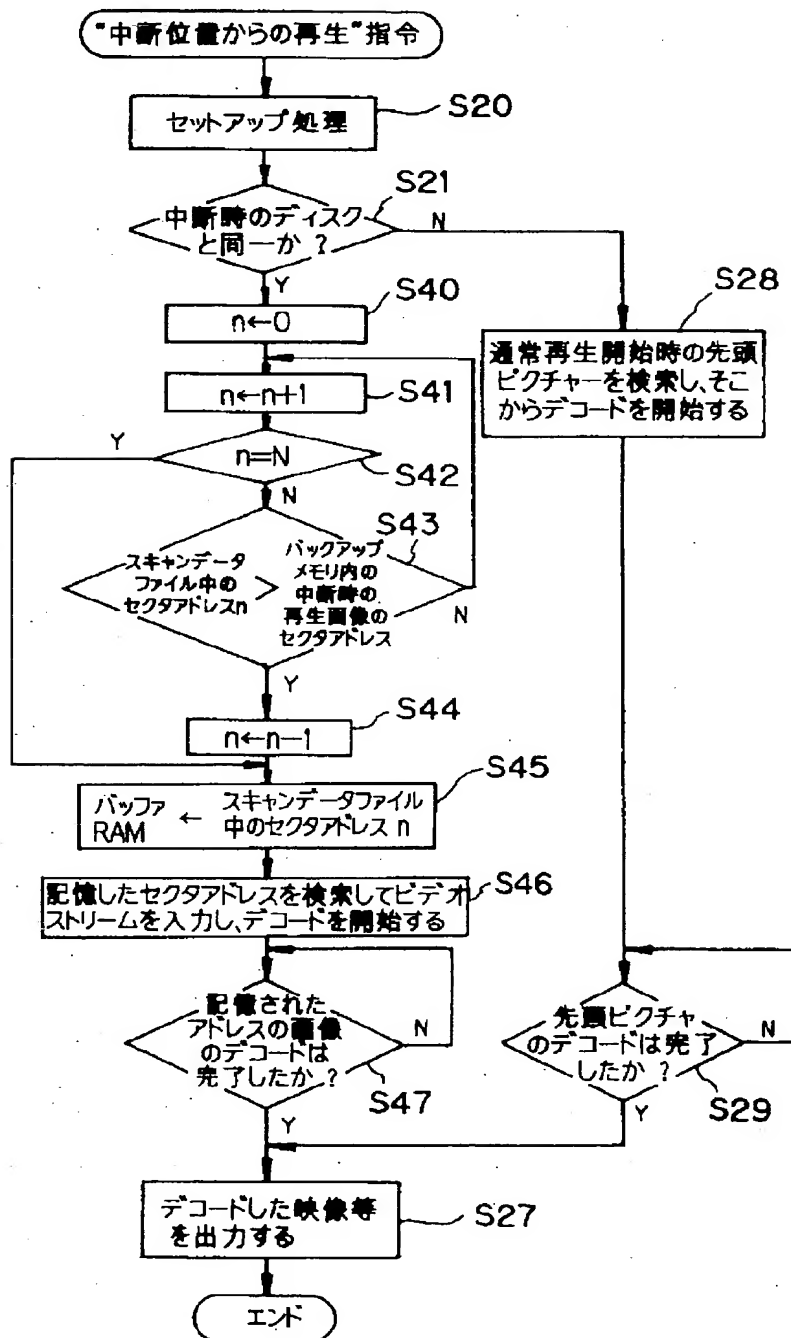 "中断位置からの再生"指令
セットアップ処理
S20
S21
中断時のディスク
と同一か?
N
Y
S40
n←0
S28
通常再生開始時の先頭
ピクチャーを検索し、そこ
からデコードを開始する
n←n+1
S41
Y
n=N
S42
N
S43
スキャンデータ
ファイル中の
セクタアドレスn
>
バックアップ
メモリ内の
中断時の
再生画像の
セクタアドレス
N
Y
S44
n←n−1
S45
バッファ
RAM
←
スキャンデータファイル
中のセクタアドレス n
S46
記憶したセクタアドレスを検索してビデオ
ストリームを入力し、デコードを開始する
記憶された
アドレスの画像
のデコードは
完了したか?
N
S47
Y
先頭ピクチャ
のデコードは完了
したか?
N
S29
Y
デコードした映像等
を出力する
S27
エンド